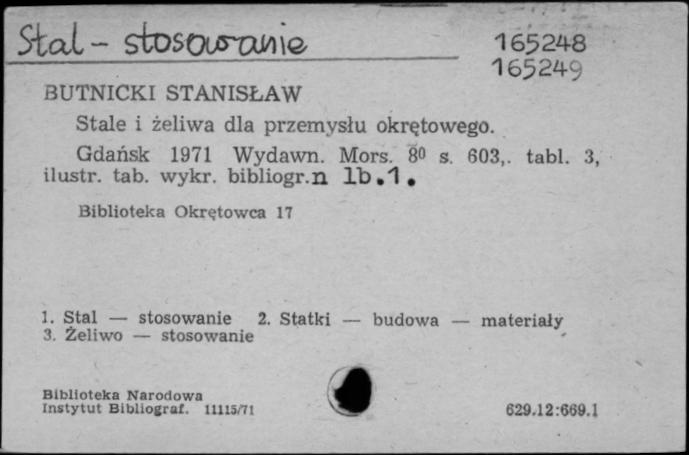 Stal - stosowanie 165248
165249
BUTNICKI STANISŁAW
Stale i żeliwa dla przemysłu okrętowego.
Gdańsk 1971 Wydawn. Mors. 8⁰ s. 603,. tabl. 3,
ilustr. tab. wykr. bibliogr.n lb.1.
Biblioteka Okrętowca 17
1. Stal — stosowanie 2. Statki — budowa — materiały
3. Żeliwo — stosowanie
Biblioteka Narodowa
Instytut Bibliograf. 11115/71 629.12:669.1